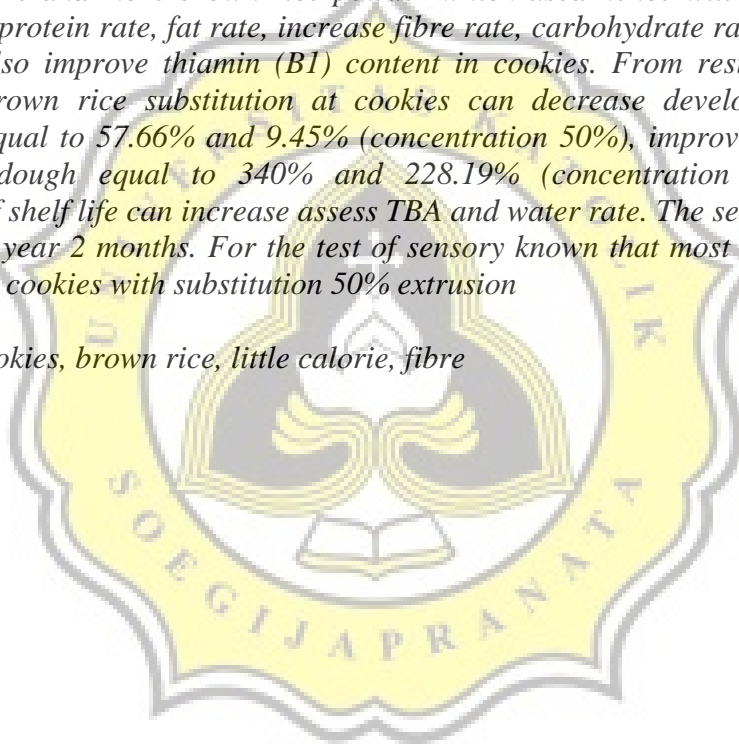 protein rate, fat rate, increase fibre rate, carbohydrate ra
lso improve thiamin (B1) content in cookies. From res
rown rice substitution at cookies can decrease develo
qual to 57.66% and 9.45% (concentration 50%), improv
dough equal to 340% and 228.19% (concentration
f shelf life can increase assess TBA and water rate. The se
year 2 months. For the test of sensory known that most
cookies with substitution 50% extrusion
okies, brown rice, little calorie, fibre
UNIVERSITAS KATOLIK
SOEGIJAPRANATA